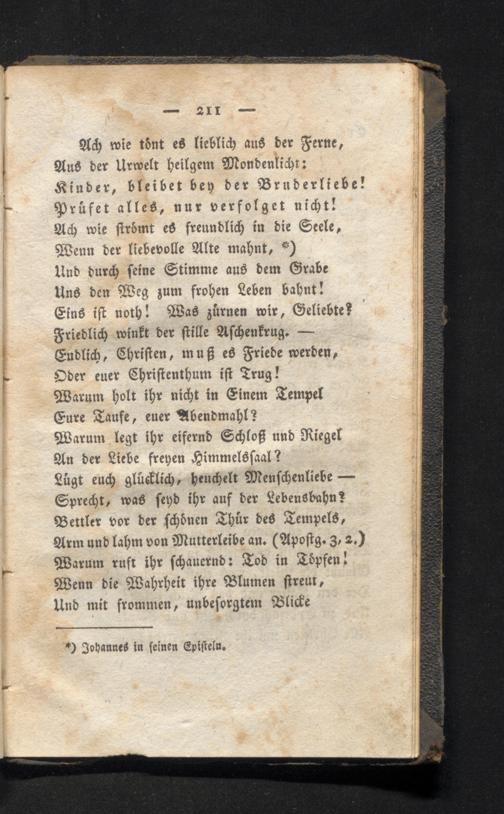 — 211 —
Ach wie tönt es lieblich aus der Ferne,
Aus der Urwelt heilgem Mondenlicht:
Kinder, bleibet bey der Bruderliebe!
Prüfet alles, nur verfolget nicht!
Ach wie strömt es freundlich in die Seele,
Wenn der liebevolle Alte mahnt, *)
Und durch seine Stimme aus dem Grabe
Uns den Weg zum frohen Leben bahnt!
Eins ist noth! Was zürnen wir, Geliebte?
Friedlich winkt der stille Aschenkrug. —
Endlich, Christen, muß es Friede werden,
Oder euer Christenthum ist Trug!
Warum holt ihr nicht in Einem Tempel
Eure Taufe, euer Abendmahl?
Warum legt ihr eifernd Schloß und Riegel
An der Liebe freyen Himmelssaal?
Lügt euch glücklich, heuchelt Menschenliebe —
Sprecht, was seyd ihr auf der Lebensbahn?
Bettler vor der schönen Thür des Tempels,
Arm und lahm von Mutterleibe an. (Apostg. 3, 2.)
Warum ruft ihr schauernd: Tod in Töpfen!
Wenn die Wahrheit ihre Blumen streut,
Und mit frommen, unbesorgtem Blicke
*) Johannes in seinen Episteln.